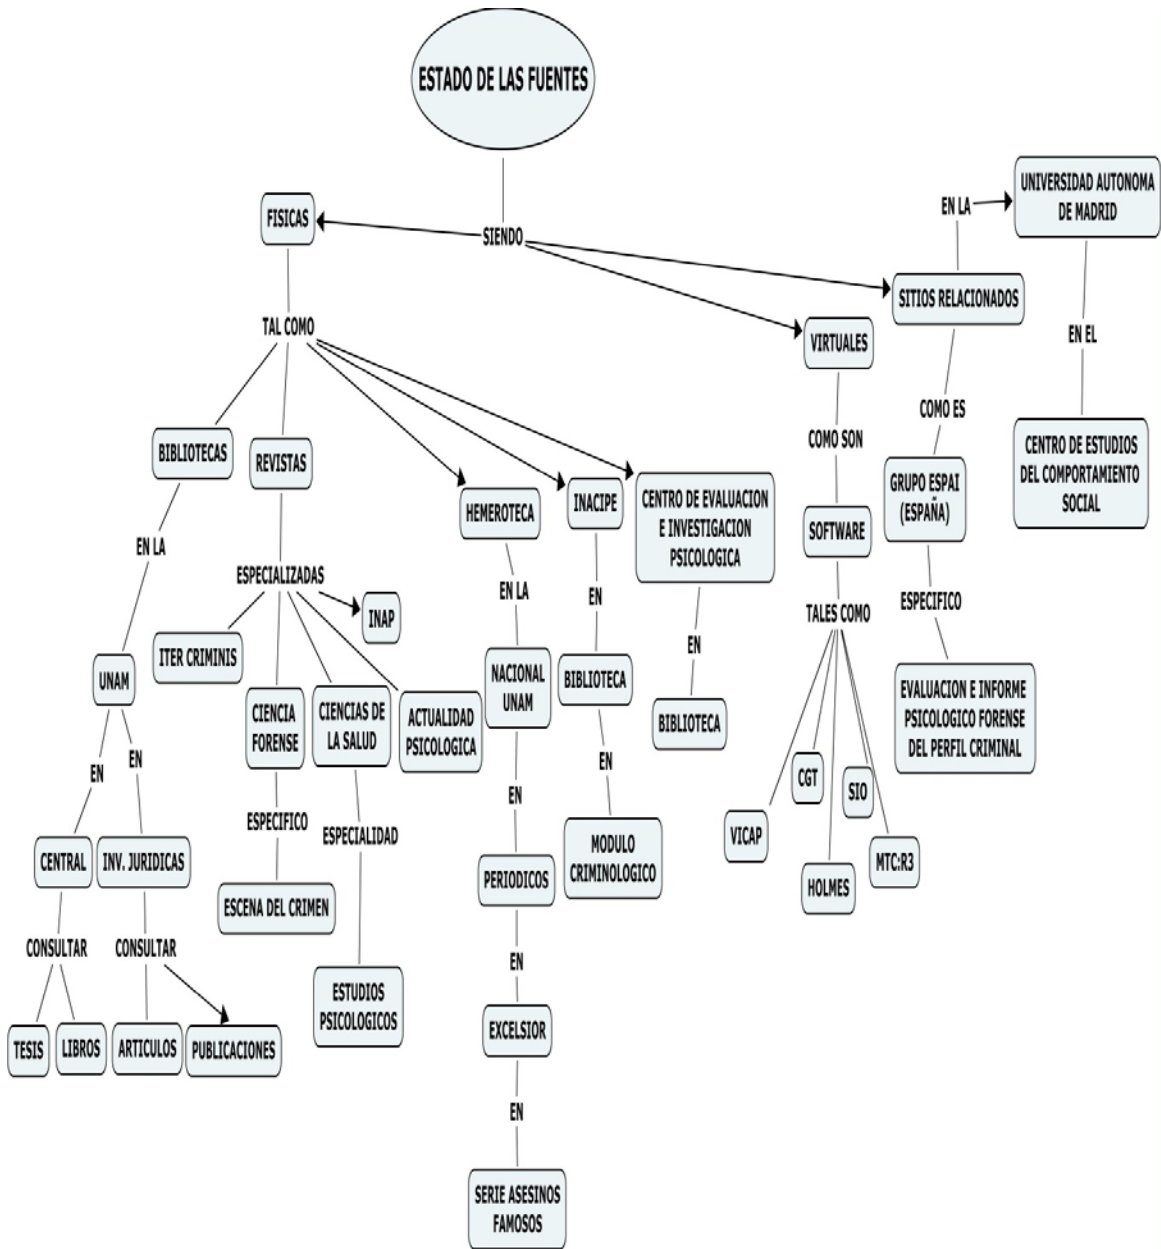 ESTADO DE LAS FUENTES
SIENDO
FISICAS
TAL COMO
BIBLIOTECAS
EN LA
UNAM
EN
CENTRAL
CONSULTAR
TESIS
LIBROS
EN
INV. JURIDICAS
CONSULTAR
ARTICULOS
PUBLICACIONES
REVISTAS
ESPECIALIZADAS
ITER CRIMINIS
CIENCIA
FORENSE
ESPECIFICO
ESCENA DEL CRIMEN
CIENCIAS DE
LA SALUD
ESPECIALIDAD
ESTUDIOS
PSICOLOGICOS
ACTUALIDAD
PSICOLOGICA
INAP
HEMEROTECA
EN LA
NACIONAL
UNAM
EN
PERIODICOS
EN
EXCELSIOR
EN
SERIE ASESINOS
FAMOSOS
INACIPE
EN
BIBLIOTECA
EN
MODULO
CRIMINOLOGICO
CENTRO DE EVALUACION
E INVESTIGACION
PSICOLOGICA
EN
BIBLIOTECA
VIRTUALES
COMO SON
SOFTWARE
TALES COMO
VICAP
CGT
HOLMES
SIO
MTC:R3
SITIOS RELACIONADOS
COMO ES
GRUPO ESPAI
(ESPAÑA)
ESPECIFICO
EVALUACION E INFORME
PSICOLOGICO FORENSE
DEL PERFIL CRIMINAL
EN LA
UNIVERSIDAD AUTONOMA
DE MADRID
EN EL
CENTRO DE ESTUDIOS
DEL COMPORTAMIENTO
SOCIAL